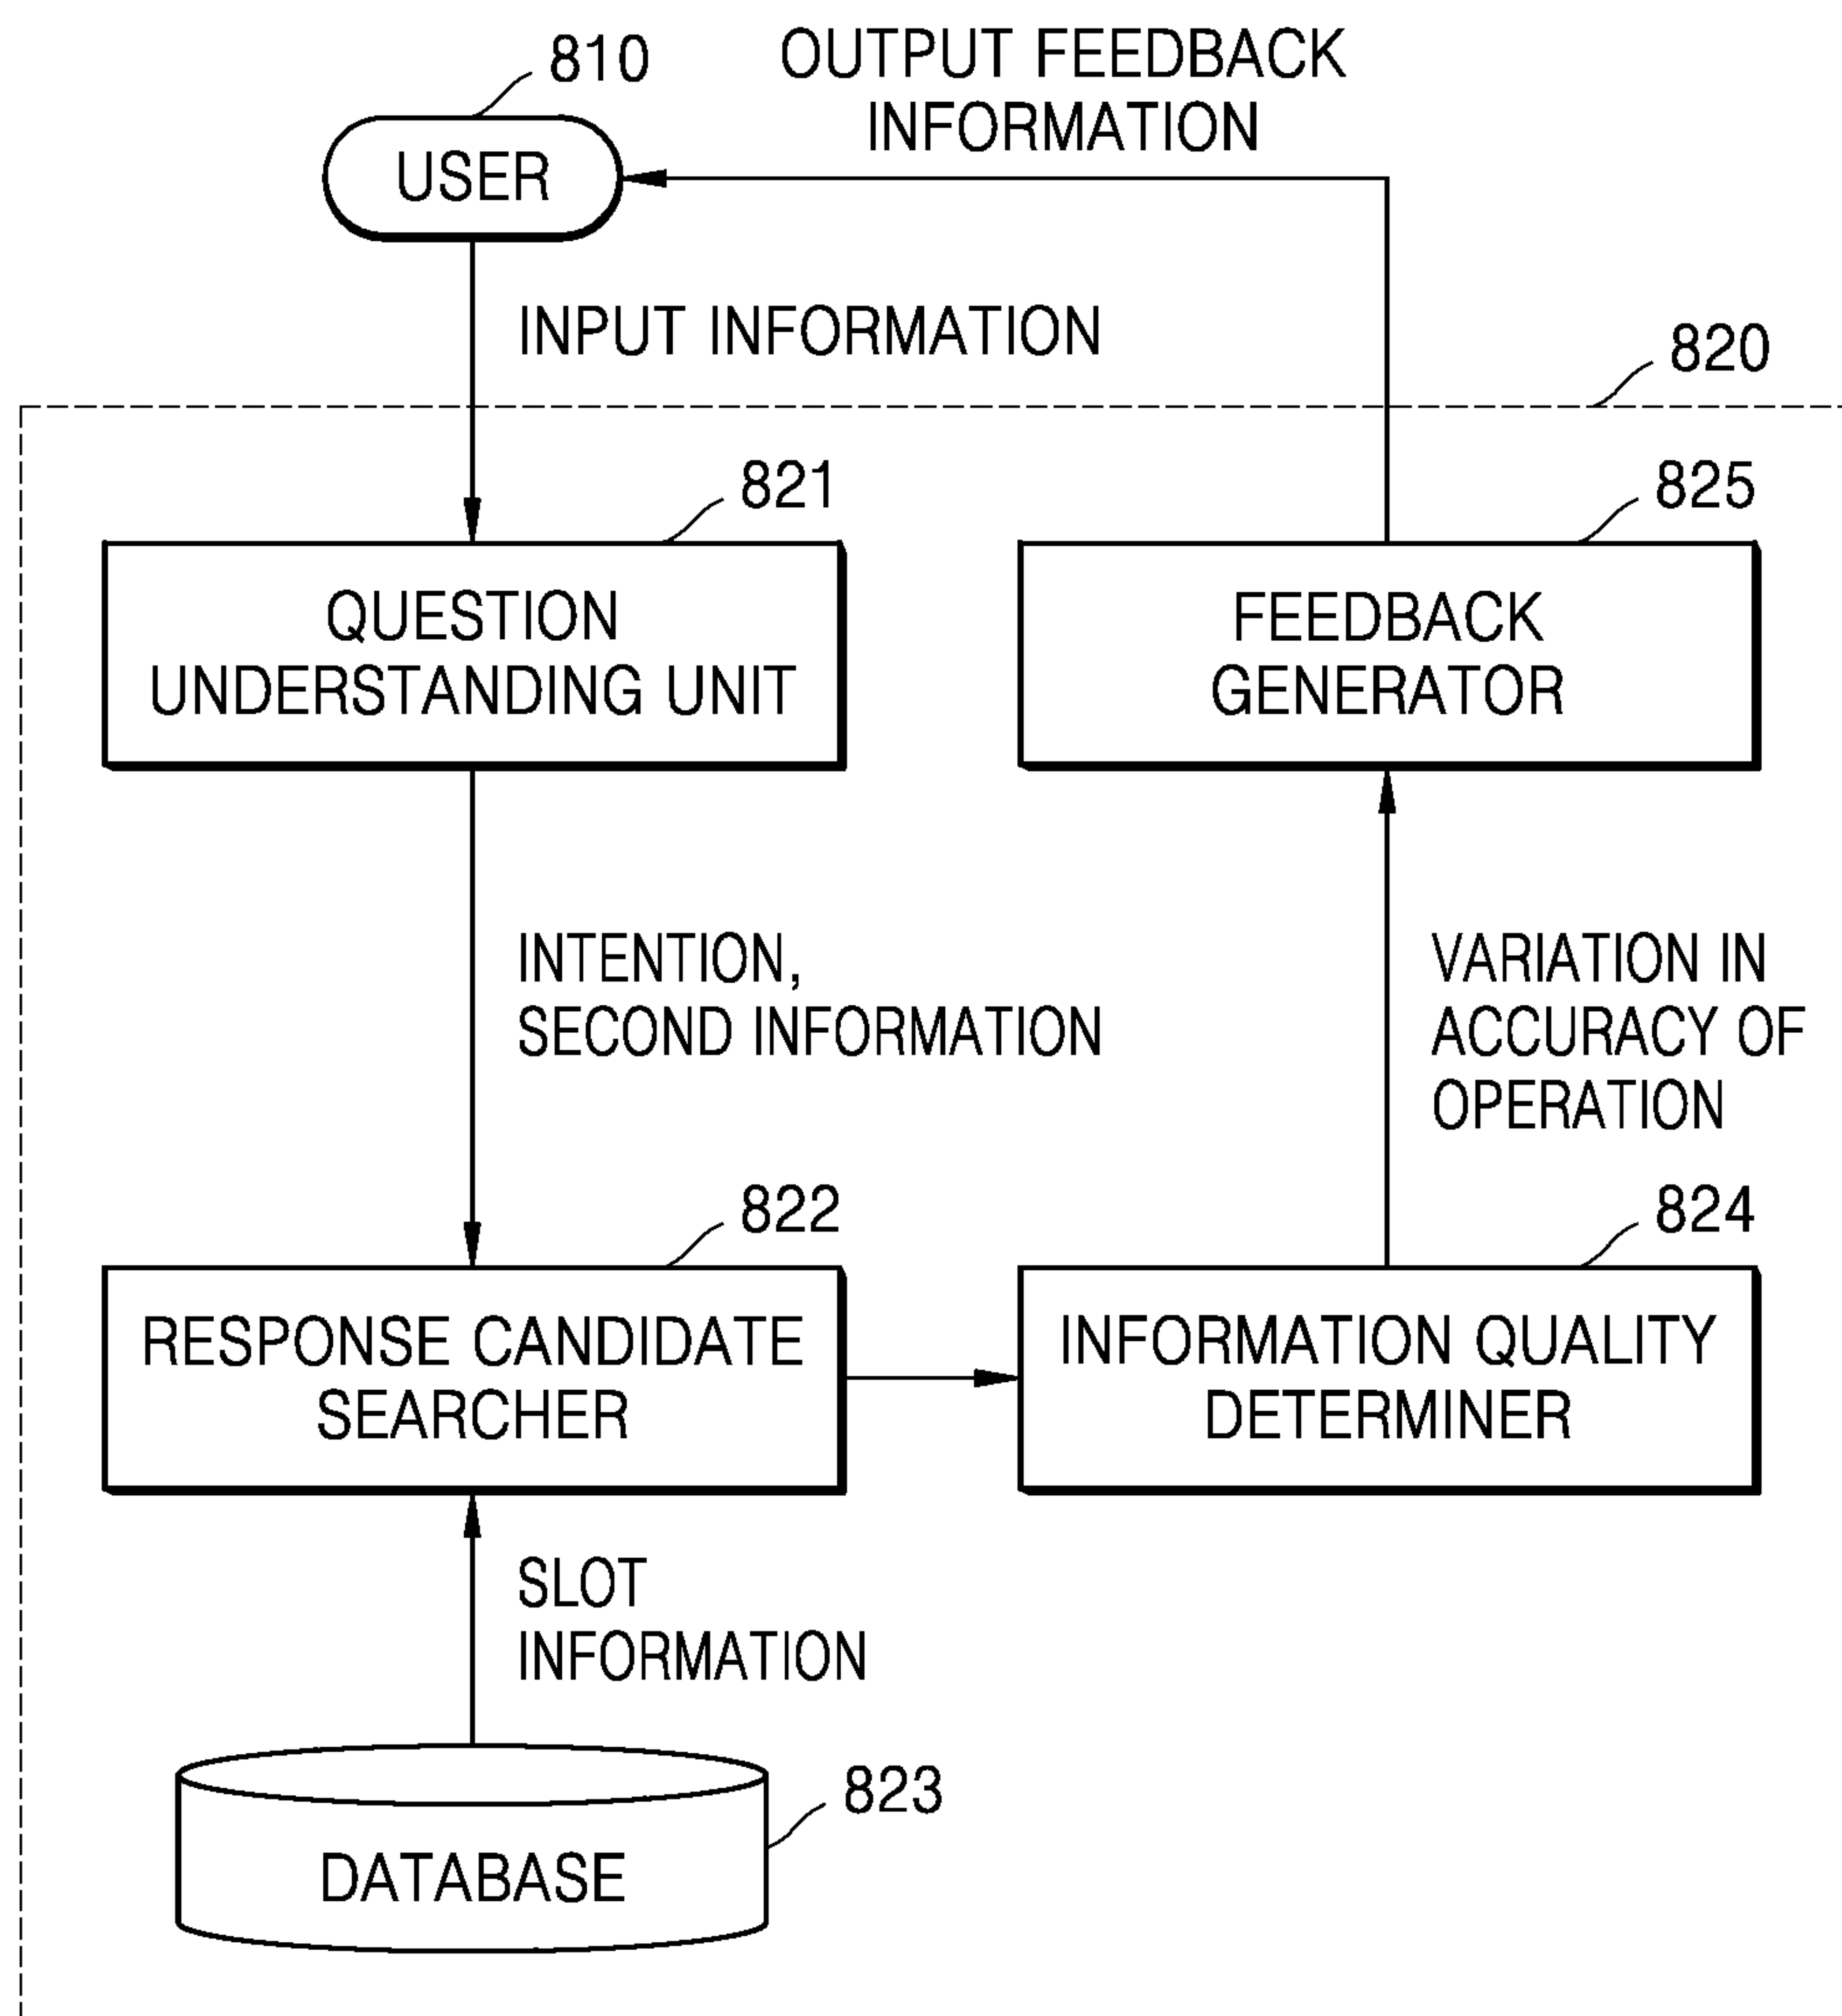 810
OUTPUT FEEDBACK
INFORMATION
USER
INPUT INFORMATION
820
821
825
QUESTION
UNDERSTANDING UNIT
FEEDBACK
GENERATOR
INTENTION,
SECOND INFORMATION
VARIATION IN
ACCURACY OF
OPERATION
822
824
RESPONSE CANDIDATE
SEARCHER
INFORMATION QUALITY
DETERMINER
SLOT
INFORMATION
823
DATABASE